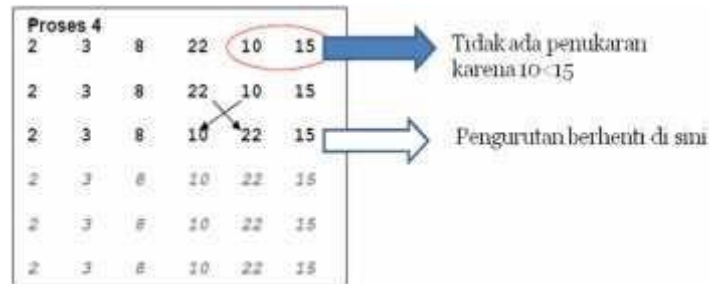 Proses 4
2 3 8 22 10 15
Tidak ada penukaran
karena 10<15
2 3 8 22 10 15
2 3 8 10 22 15
Pengurutan berhenti di sini
2 3 8 10 22 15
2 3 8 10 22 15
2 3 8 10 22 15